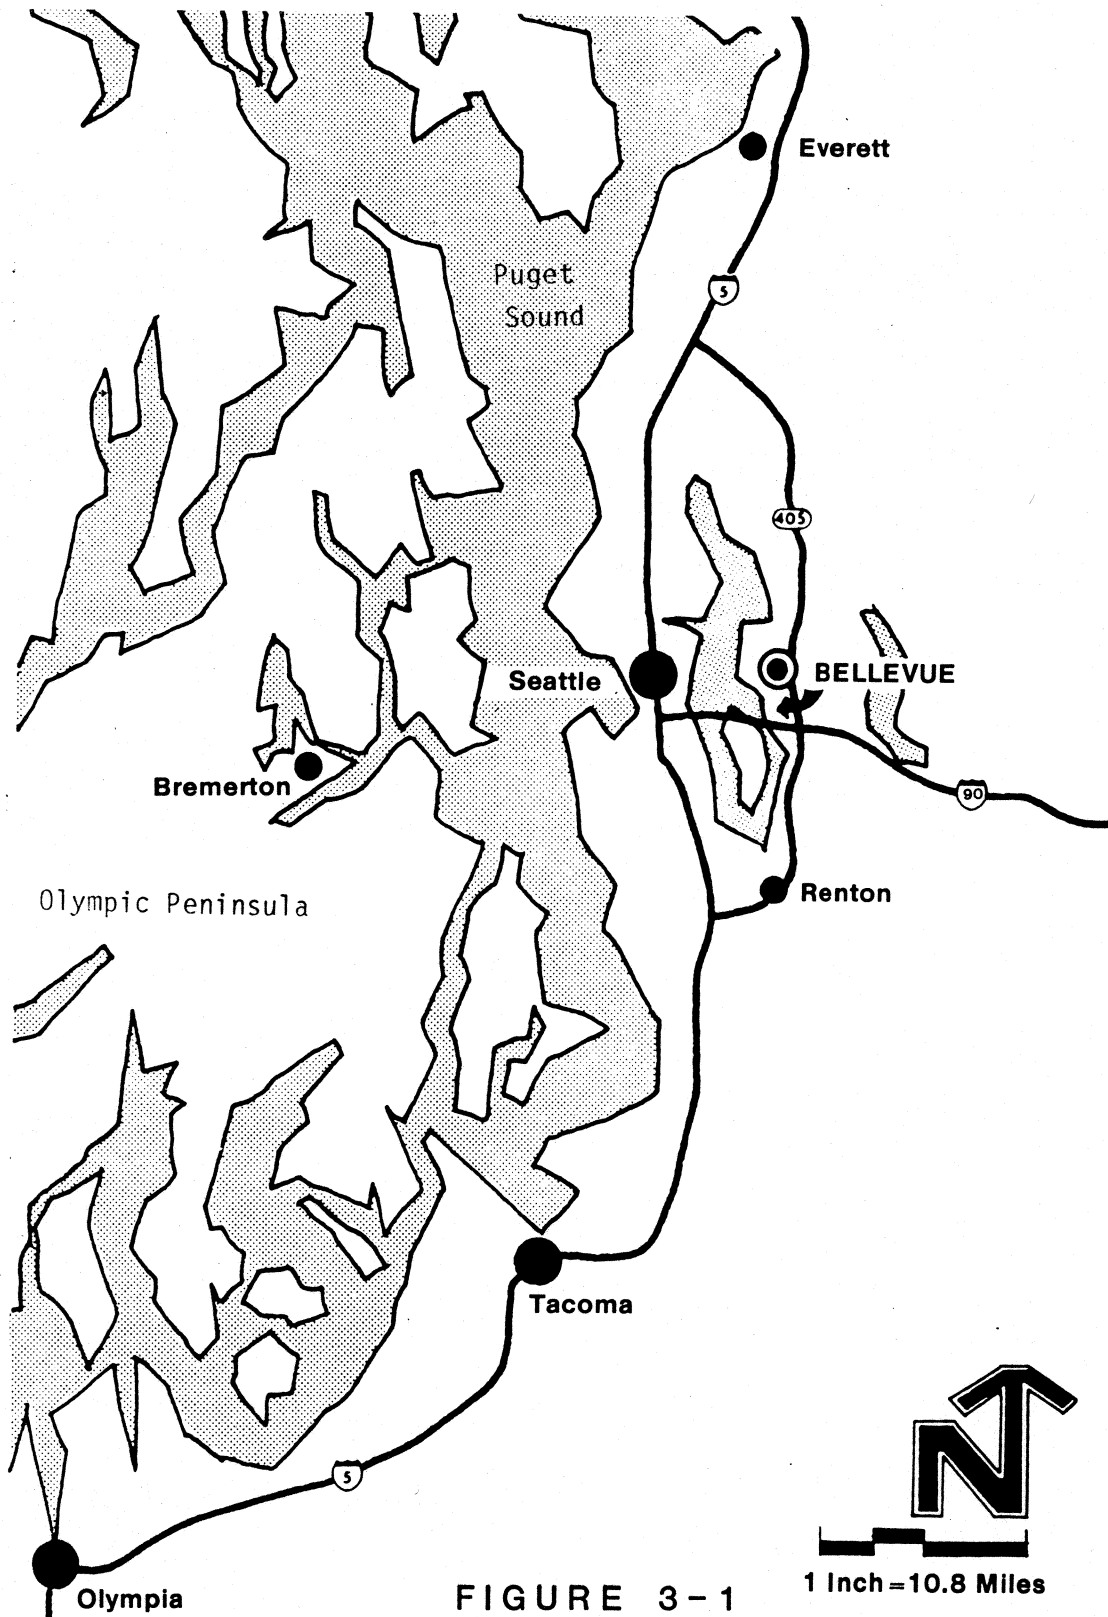 Everett
Puget
Sound
5
405
Seattle
BELLEVUE
Bremerton
90
Renton
Olympic Peninsula
Tacoma
5
N
Olympia
1 Inch=10.8 Miles
FIGURE 3-1